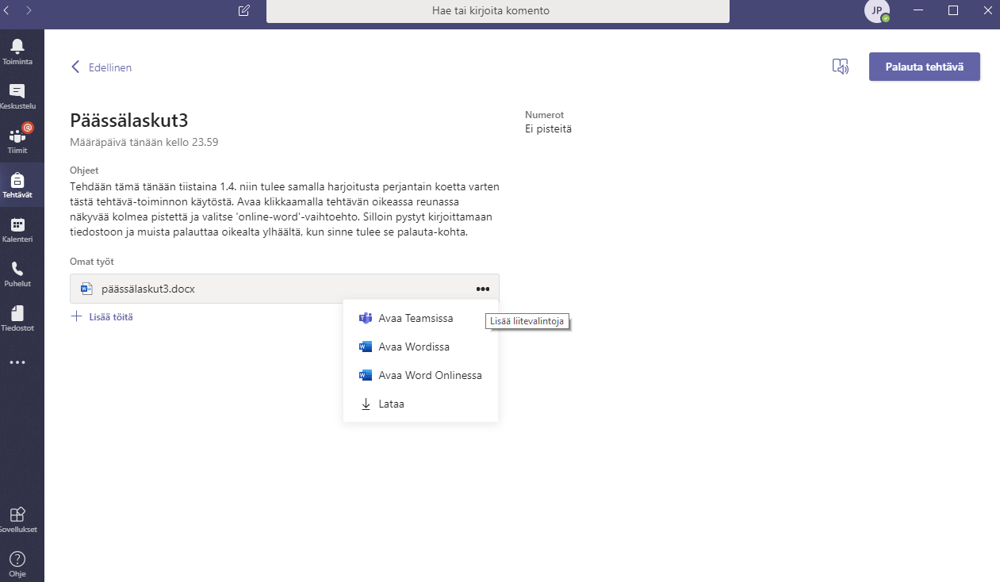 Hae tai kirjoita komento
JP
Toiminta
Keskustelu
@
Tiimit
Tehtävät
Kalenteri
Puhelut
Tiedostot
Sovellukset
?
Ohje
Edellinen
Palauta tehtävä
Päässälaskut3
Määräpäivä tänään kello 23.59
Numerot
Ei pisteitä
Ohjeet
Tehdään tämä tänään tiistaina 1.4. niin tulee samalla harjoitusta perjantain koetta varten
tästä tehtävä-toiminnon käytöstä. Avaa klikkaamalla tehtävän oikeassa reunassa
näkyvää kolmea pistettä ja valitse 'online-word'-vaihtoehto. Silloin pystyt kirjoittamaan
tiedostoon ja muista palauttaa oikealta ylhäältä, kun sinne tulee se palauta-kohta.
Omat työt
päässälaskut3.docx
Lisää töitä
Avaa Teamsissa
Lisää liitevalintoja
Avaa Wordissa
Avaa Word Onlinessa
Lataa